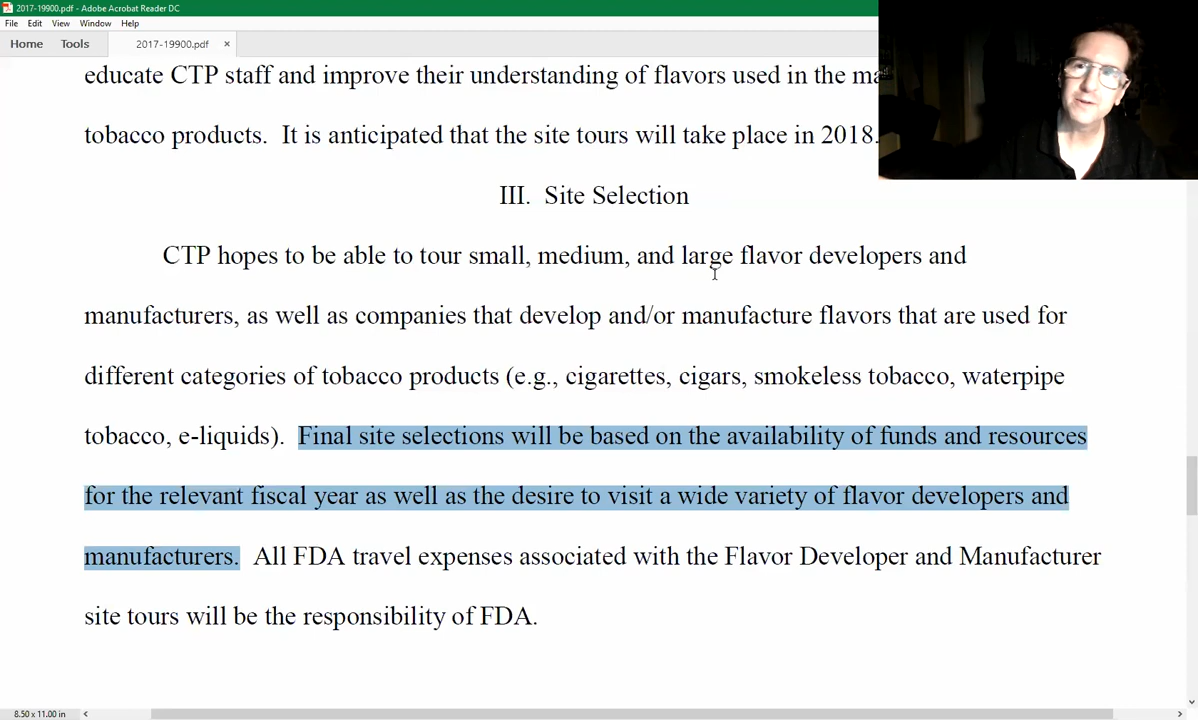 2017-19900.pdf - Adobe Acrobat Reader DC
File Edit View Window Help
Home Tools 2017-19900.pdf ×
educate CTP staff and improve their understanding of flavors used in the
tobacco products. It is anticipated that the site tours will take place in 2018.
III. Site Selection
CTP hopes to be able to tour small, medium, and large flavor developers and
manufacturers, as well as companies that develop and/or manufacture flavors that are used for
different categories of tobacco products (e.g., cigarettes, cigars, smokeless tobacco, waterpipe
tobacco, e-liquids). Final site selections will be based on the availability of funds and resources
for the relevant fiscal year as well as the desire to visit a wide variety of flavor developers and
manufacturers. All FDA travel expenses associated with the Flavor Developer and Manufacturer
site tours will be the responsibility of FDA.
8.50 x 11.00 in